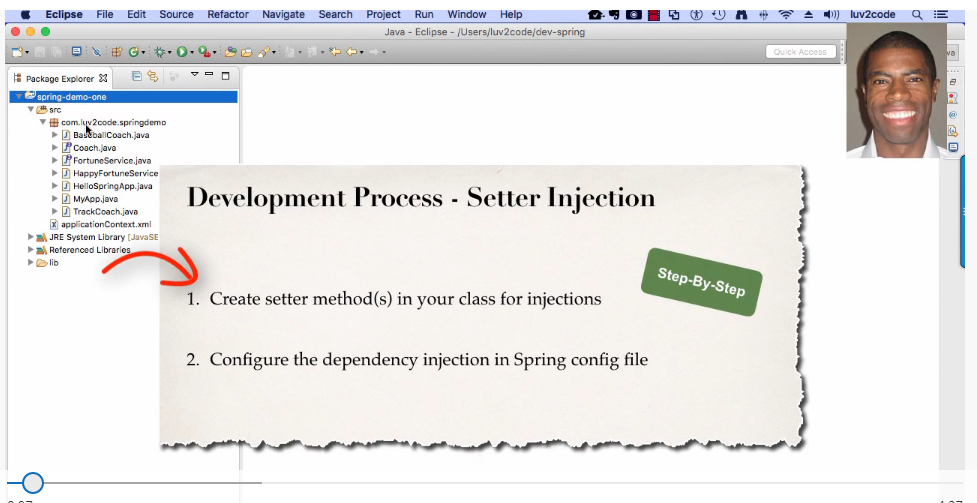 Eclipse File Edit Source Refactor Navigate Search Project Run Window Help luv2code
Java - Eclipse - /Users/luv2code/dev-spring
Quick Access
Package Explorer
spring-demo-one
src
com.luv2code.springdemo
BaseballCoach.java
Coach.java
FortuneService.java
HappyFortuneService
HelloSpringApp.java
MyApp.java
TrackCoach.java
applicationContext.xml
JRE System Library [JavaSE
Referenced Libraries
lib
Development Process - Setter Injection
Step-By-Step
1. Create setter method(s) in your class for injections
2. Configure the dependency injection in Spring config file